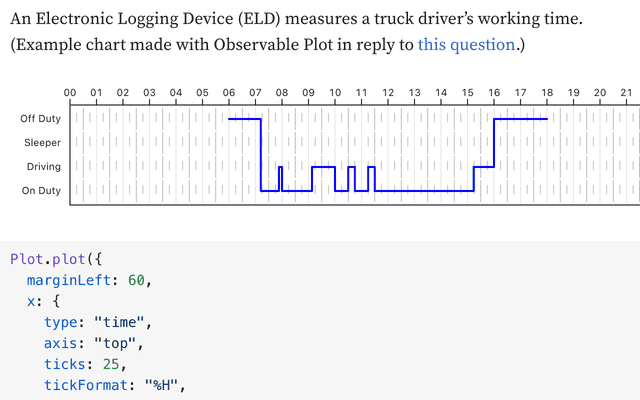 An Electronic Logging Device (ELD) measures a truck driver’s working time.
(Example chart made with Observable Plot in reply to this question.)
00 01 02 03 04 05 06 07 08 09 10 11 12 13 14 15 16 17 18 19 20 21
Off Duty
Sleeper
Driving
On Duty
Plot.plot({
  marginLeft: 60,
  x: {
    type: "time",
    axis: "top",
    ticks: 25,
    tickFormat: "%H",